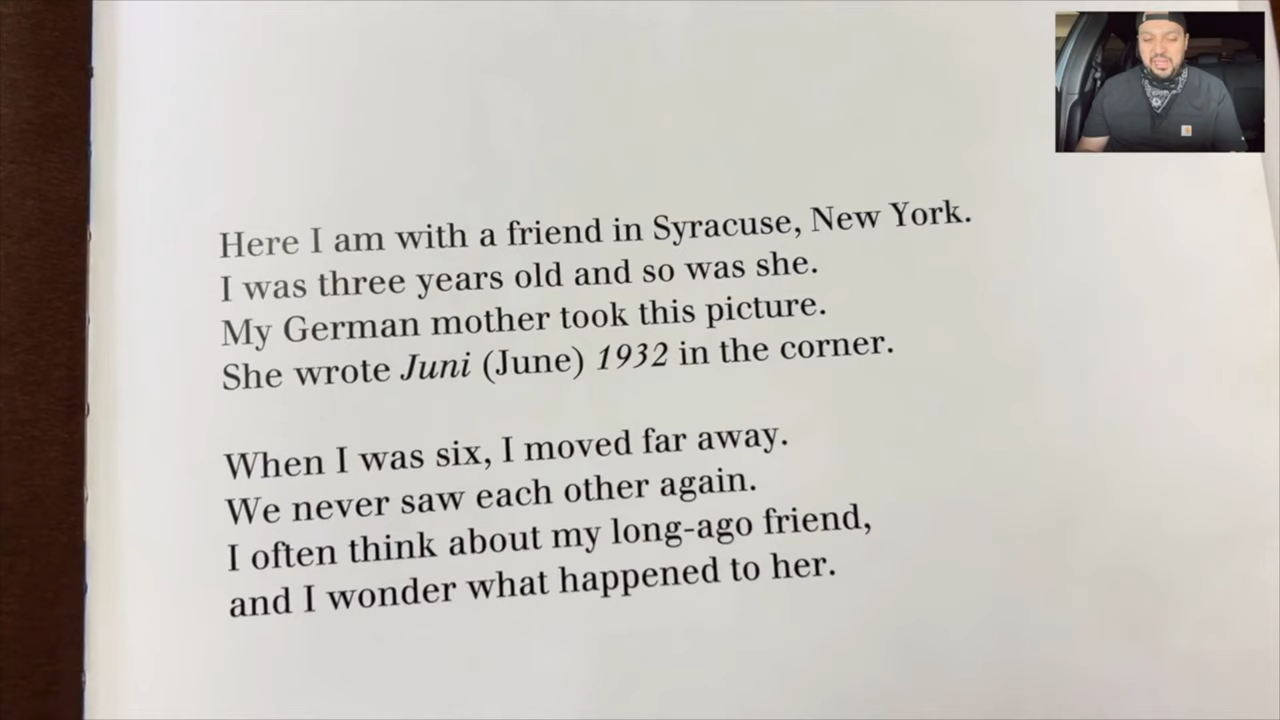 Here I am with a friend in Syracuse, New York.
I was three years old and so was she.
My German mother took this picture.
She wrote Juni (June) 1932 in the corner.
When I was six, I moved far away.
We never saw each other again.
I often think about my long-ago friend,
and I wonder what happened to her.